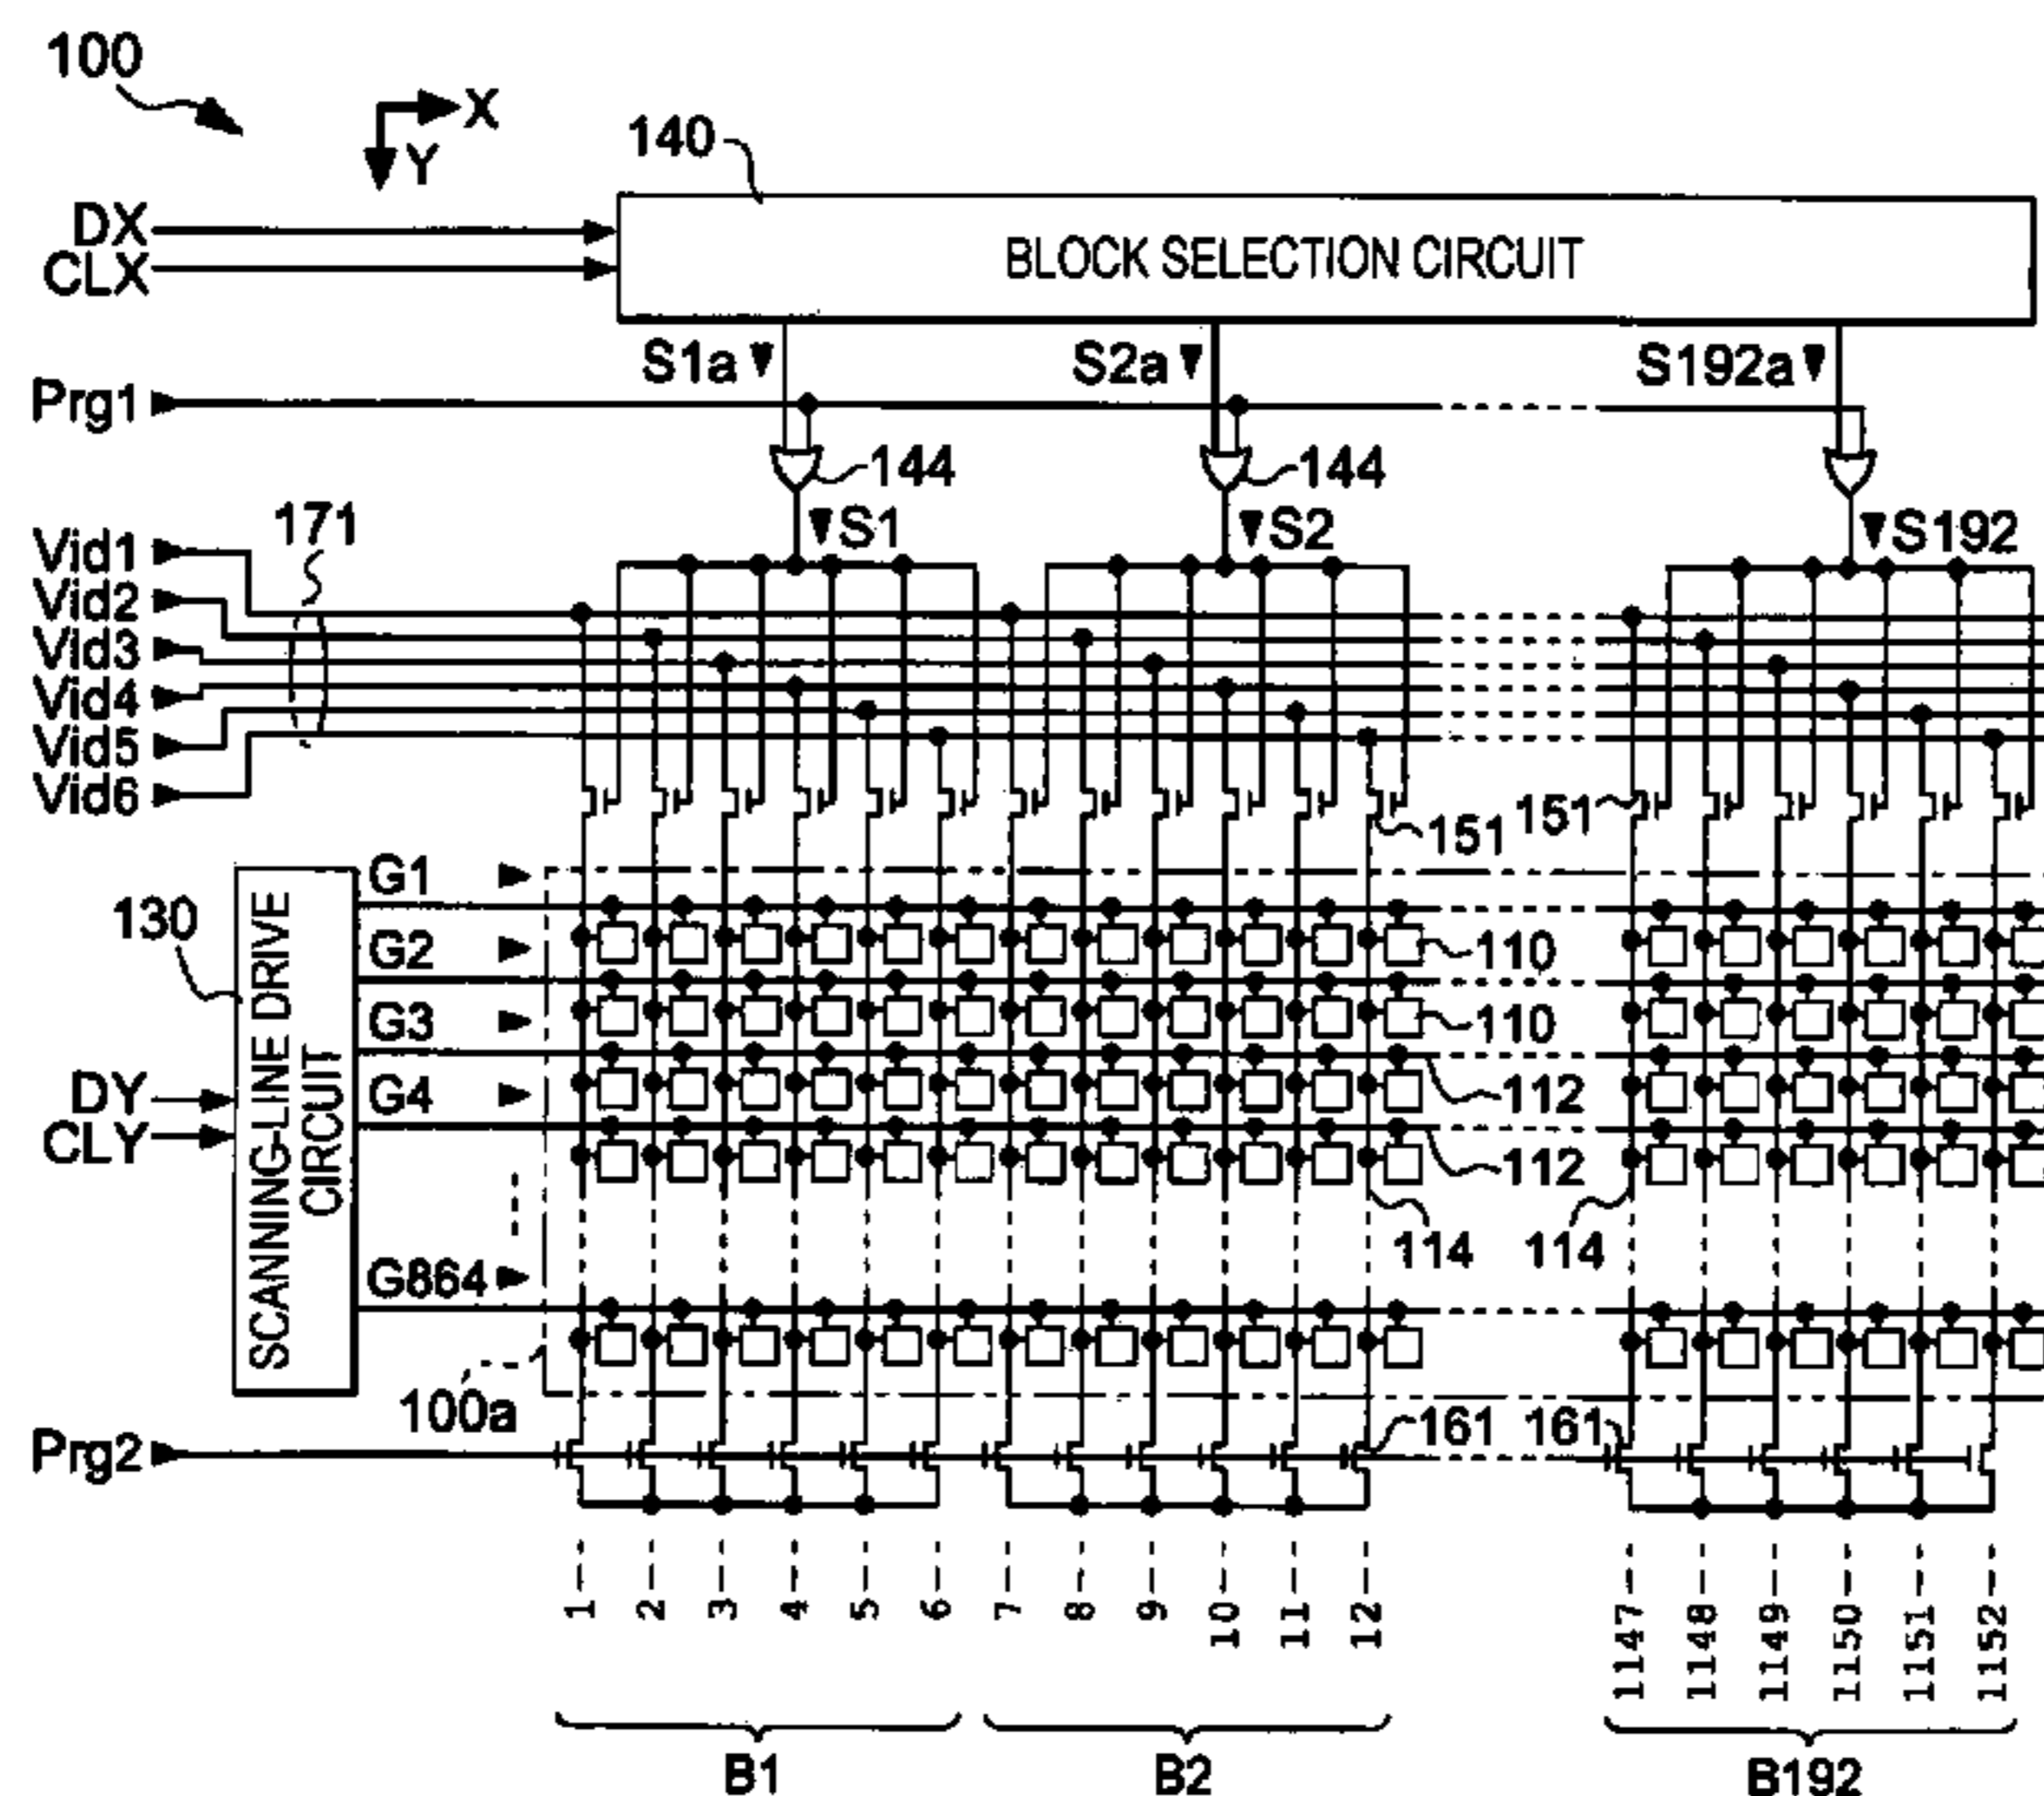 100
X
Y
140
DX
CLX
BLOCK SELECTION CIRCUIT
S1a
S2a
S192a
Prg1
144
144
171
S1
S2
S192
Vid1
Vid2
Vid3
Vid4
Vid5
Vid6
151
151
130
SCANNING-LINE DRIVE
CIRCUIT
G1
G2
G3
G4
G864
110
110
112
112
DY
CLY
114
114
100a
Prg2
161
161
1
2
3
4
5
6
7
8
9
10
11
12
1147
1148
1149
1150
1151
1152
B1
B2
B192